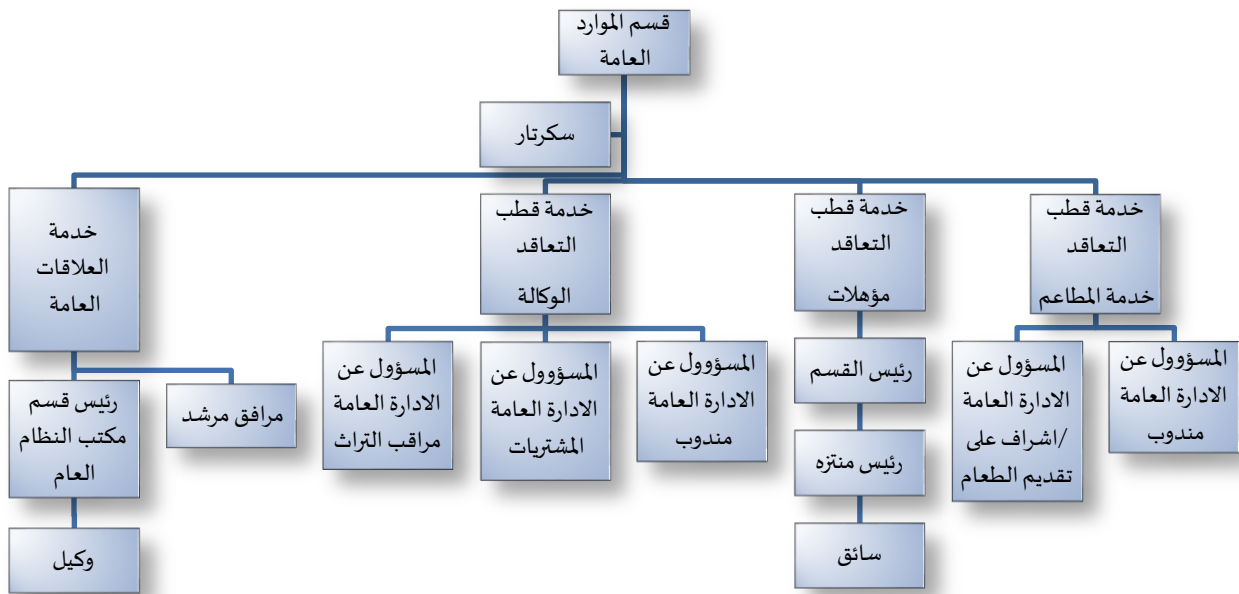 قسم الموارد
العامة
سكرتار
خدمة قطب
التعاقد
خدمة المطاعم
خدمة قطب
التعاقد
مؤهلات
خدمة قطب
التعاقد
الوكالة
خدمة
العلاقات
العامة
المسؤوول عن
الادارة العامة
مندوب
المسؤول عن
الادارة العامة
/اشراف على
تقديم الطعام
رئيس القسم
المسؤوول عن
الادارة العامة
مندوب
المسؤوول عن
الادارة العامة
المشتريات
المسؤول عن
الادارة العامة
مراقب التراث
مرافق مرشد
رئيس قسم
مكتب النظام
العام
رئيس منتزه
سائق
وكيل